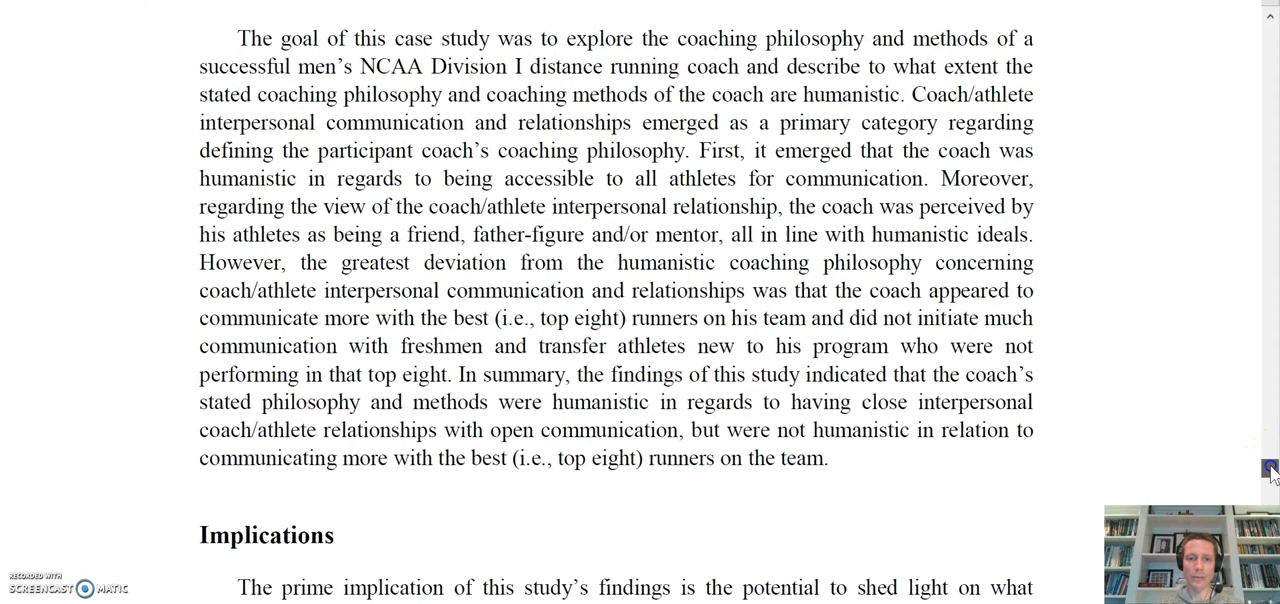 The goal of this case study was to explore the coaching philosophy and methods of a
successful men's NCAA Division I distance running coach and describe to what extent the
stated coaching philosophy and coaching methods of the coach are humanistic. Coach/athlete
interpersonal communication and relationships emerged as a primary category regarding
defining the participant coach's coaching philosophy. First, it emerged that the coach was
humanistic in regards to being accessible to all athletes for communication. Moreover,
regarding the view of the coach/athlete interpersonal relationship, the coach was perceived by
his athletes as being a friend, father-figure and/or mentor, all in line with humanistic ideals.
However, the greatest deviation from the humanistic coaching philosophy concerning
coach/athlete interpersonal communication and relationships was that the coach appeared to
communicate more with the best (i.e., top eight) runners on his team and did not initiate much
communication with freshmen and transfer athletes new to his program who were not
performing in that top eight. In summary, the findings of this study indicated that the coach's
stated philosophy and methods were humanistic in regards to having close interpersonal
coach/athlete relationships with open communication, but were not humanistic in relation to
communicating more with the best (i.e., top eight) runners on the team.
Implications
The prime implication of this study's findings is the potential to shed light on what
RECORDED WITH
SCREENCAST MATIC